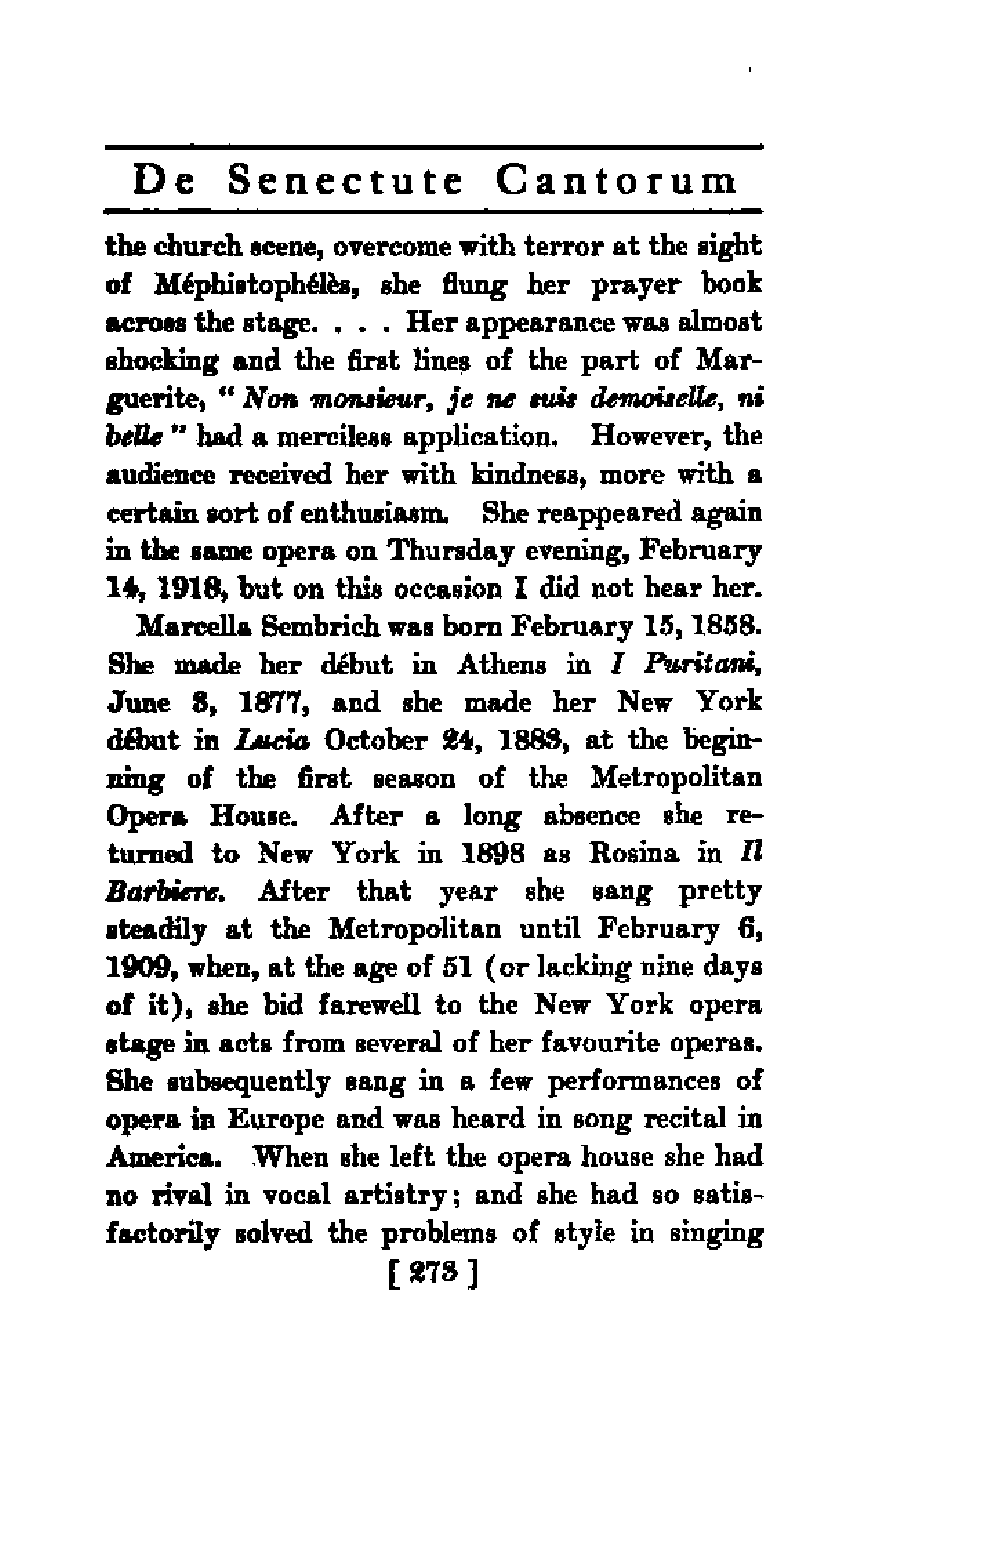 De Senectute Cantorum
the church scene, overcome with terror at the sight
of Méphistophélès, she flung her prayer book
across the stage. . . . Her appearance was almost
shocking and the first lines of the part of Mar-
guerite, “ Non monsieur, je ne suis demoiselle, ni
belle ” had a merciless application. However, the
audience received her with kindness, more with a
certain sort of enthusiasm. She reappeared again
in the same opera on Thursday evening, February
14, 1918, but on this occasion I did not hear her.
Marcella Sembrich was born February 15, 1858.
She made her début in Athens in I Puritani,
June 3, 1877, and she made her New York
début in Lucia October 24, 1883, at the begin-
ning of the first season of the Metropolitan
Opera House. After a long absence she re-
turned to New York in 1898 as Rosina in Il
Barbiere. After that year she sang pretty
steadily at the Metropolitan until February 6,
1909, when, at the age of 51 (or lacking nine days
of it), she bid farewell to the New York opera
stage in acts from several of her favourite operas.
She subsequently sang in a few performances of
opera in Europe and was heard in song recital in
America. When she left the opera house she had
no rival in vocal artistry; and she had so satis-
factorily solved the problems of style in singing
[ 273 ]